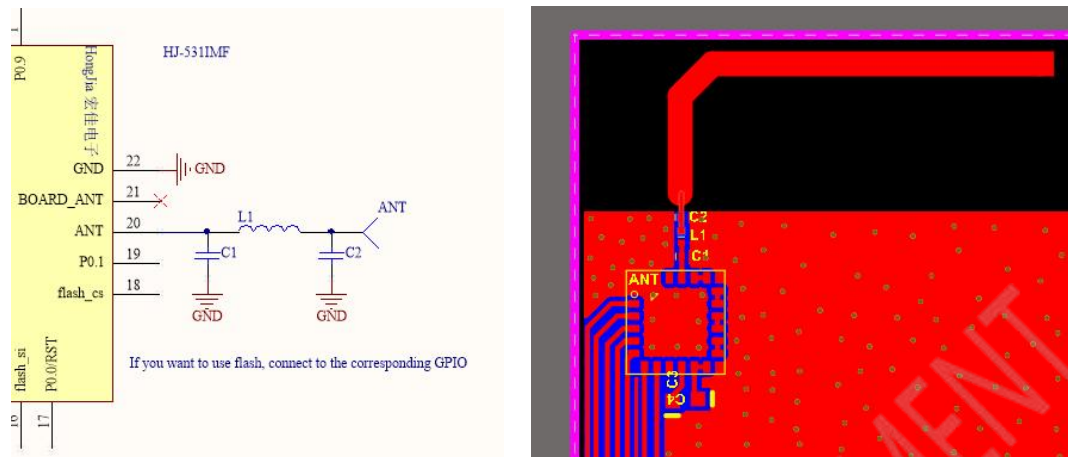 HJ-531IMF
1
P0.9
HongJia 宏佳电子
GND 22 GND
BOARD_ANT 21
ANT 20
L1
ANT
C1
C2
P0.1 19
GND
GND
flash_cs 18
If you want to use flash, connect to the corresponding GPIO
flash_si
P0.0/RST
16
17
C2
L1
C1
ANT
C3
C4
MENT